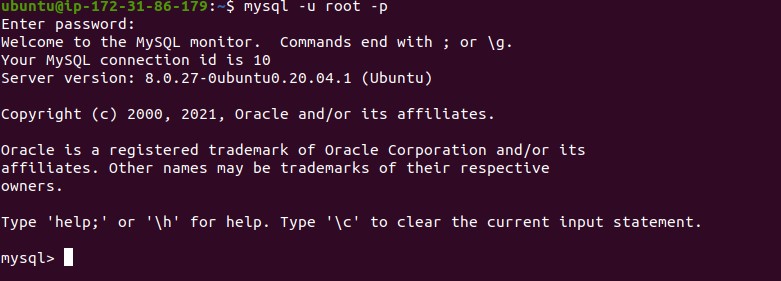 ubuntu@ip-172-31-86-179:~$ mysql -u root -p
Enter password:
Welcome to the MySQL monitor.  Commands end with ; or \g.
Your MySQL connection id is 10
Server version: 8.0.27-0ubuntu0.20.04.1 (Ubuntu)
Copyright (c) 2000, 2021, Oracle and/or its affiliates.
Oracle is a registered trademark of Oracle Corporation and/or its
affiliates. Other names may be trademarks of their respective
owners.
Type 'help;' or '\h' for help. Type '\c' to clear the current input statement.
mysql>